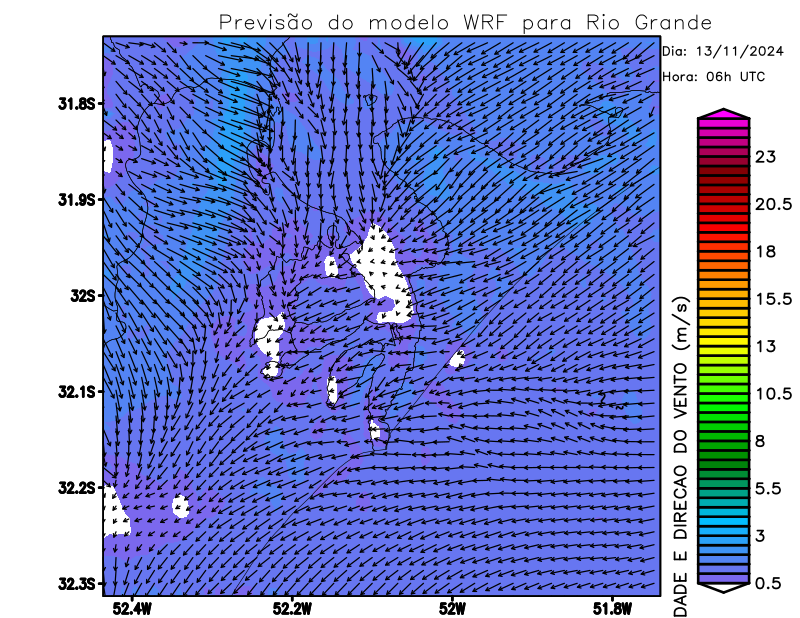 Previsão do modelo WRF para Rio Grande
Dia: 13/11/2024
Hora: 06h UTC
31.8S
31.9S
32S
32.1S
32.2S
32.3S
52.4W
52.2W
52W
51.8W
23
20.5
18
15.5
13
10.5
8
5.5
3
0.5
DADE E DIRECAO DO VENTO (m/s)